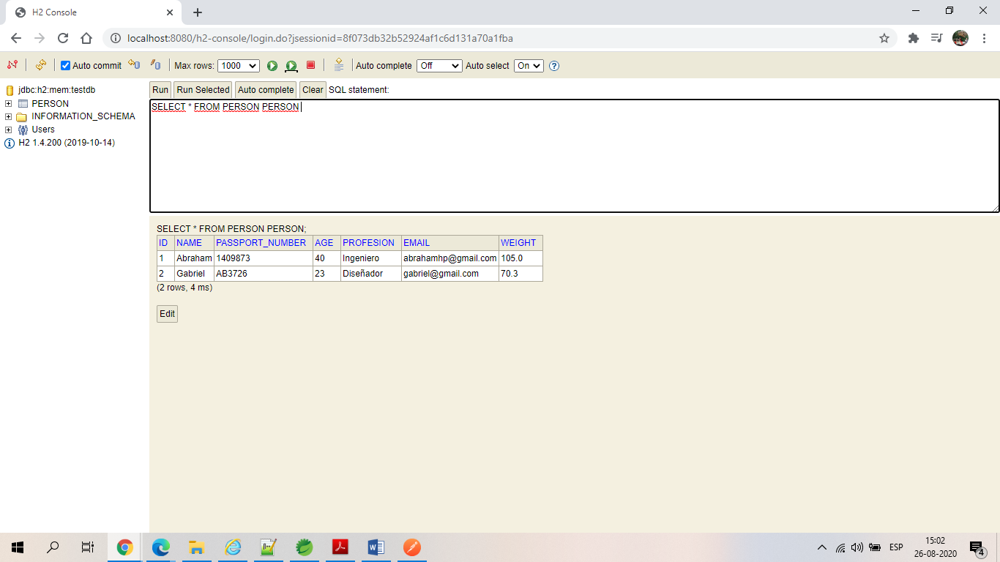 H2 Console
localhost:8080/h2-console/login.do?jsessionid=8f073db32b52924af1c6d131a70a1fba
Auto commit Max rows: 1000 Auto complete Off Auto select On
jdbc:h2:mem:testdb
PERSON
INFORMATION_SCHEMA
Users
H2 1.4.200 (2019-10-14)
Run Run Selected Auto complete Clear SQL statement:
SELECT * FROM PERSON PERSON
SELECT * FROM PERSON PERSON;
ID NAME PASSPORT_NUMBER AGE PROFESION EMAIL WEIGHT
1 Abraham 1409873 40 Ingeniero abrahamhp@gmail.com 105.0
2 Gabriel AB3726 23 Diseñador gabriel@gmail.com 70.3
(2 rows, 4 ms)
Edit
ESP
15:02
26-08-2020
4